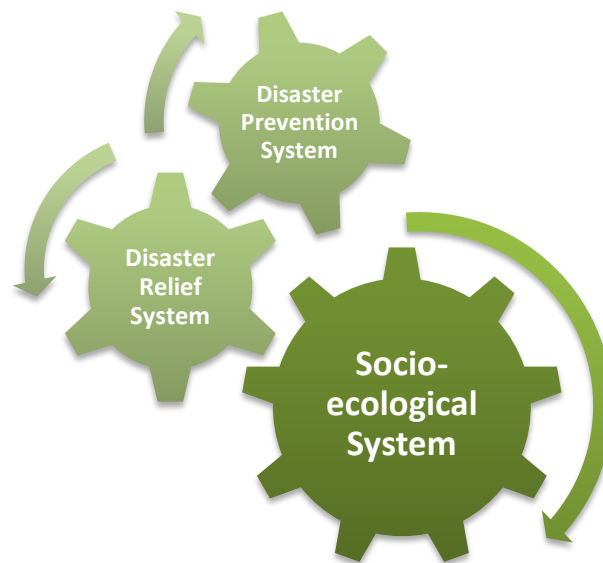 Disaster
Prevention
System
Disaster
Relief
System
Socio-
ecological
System